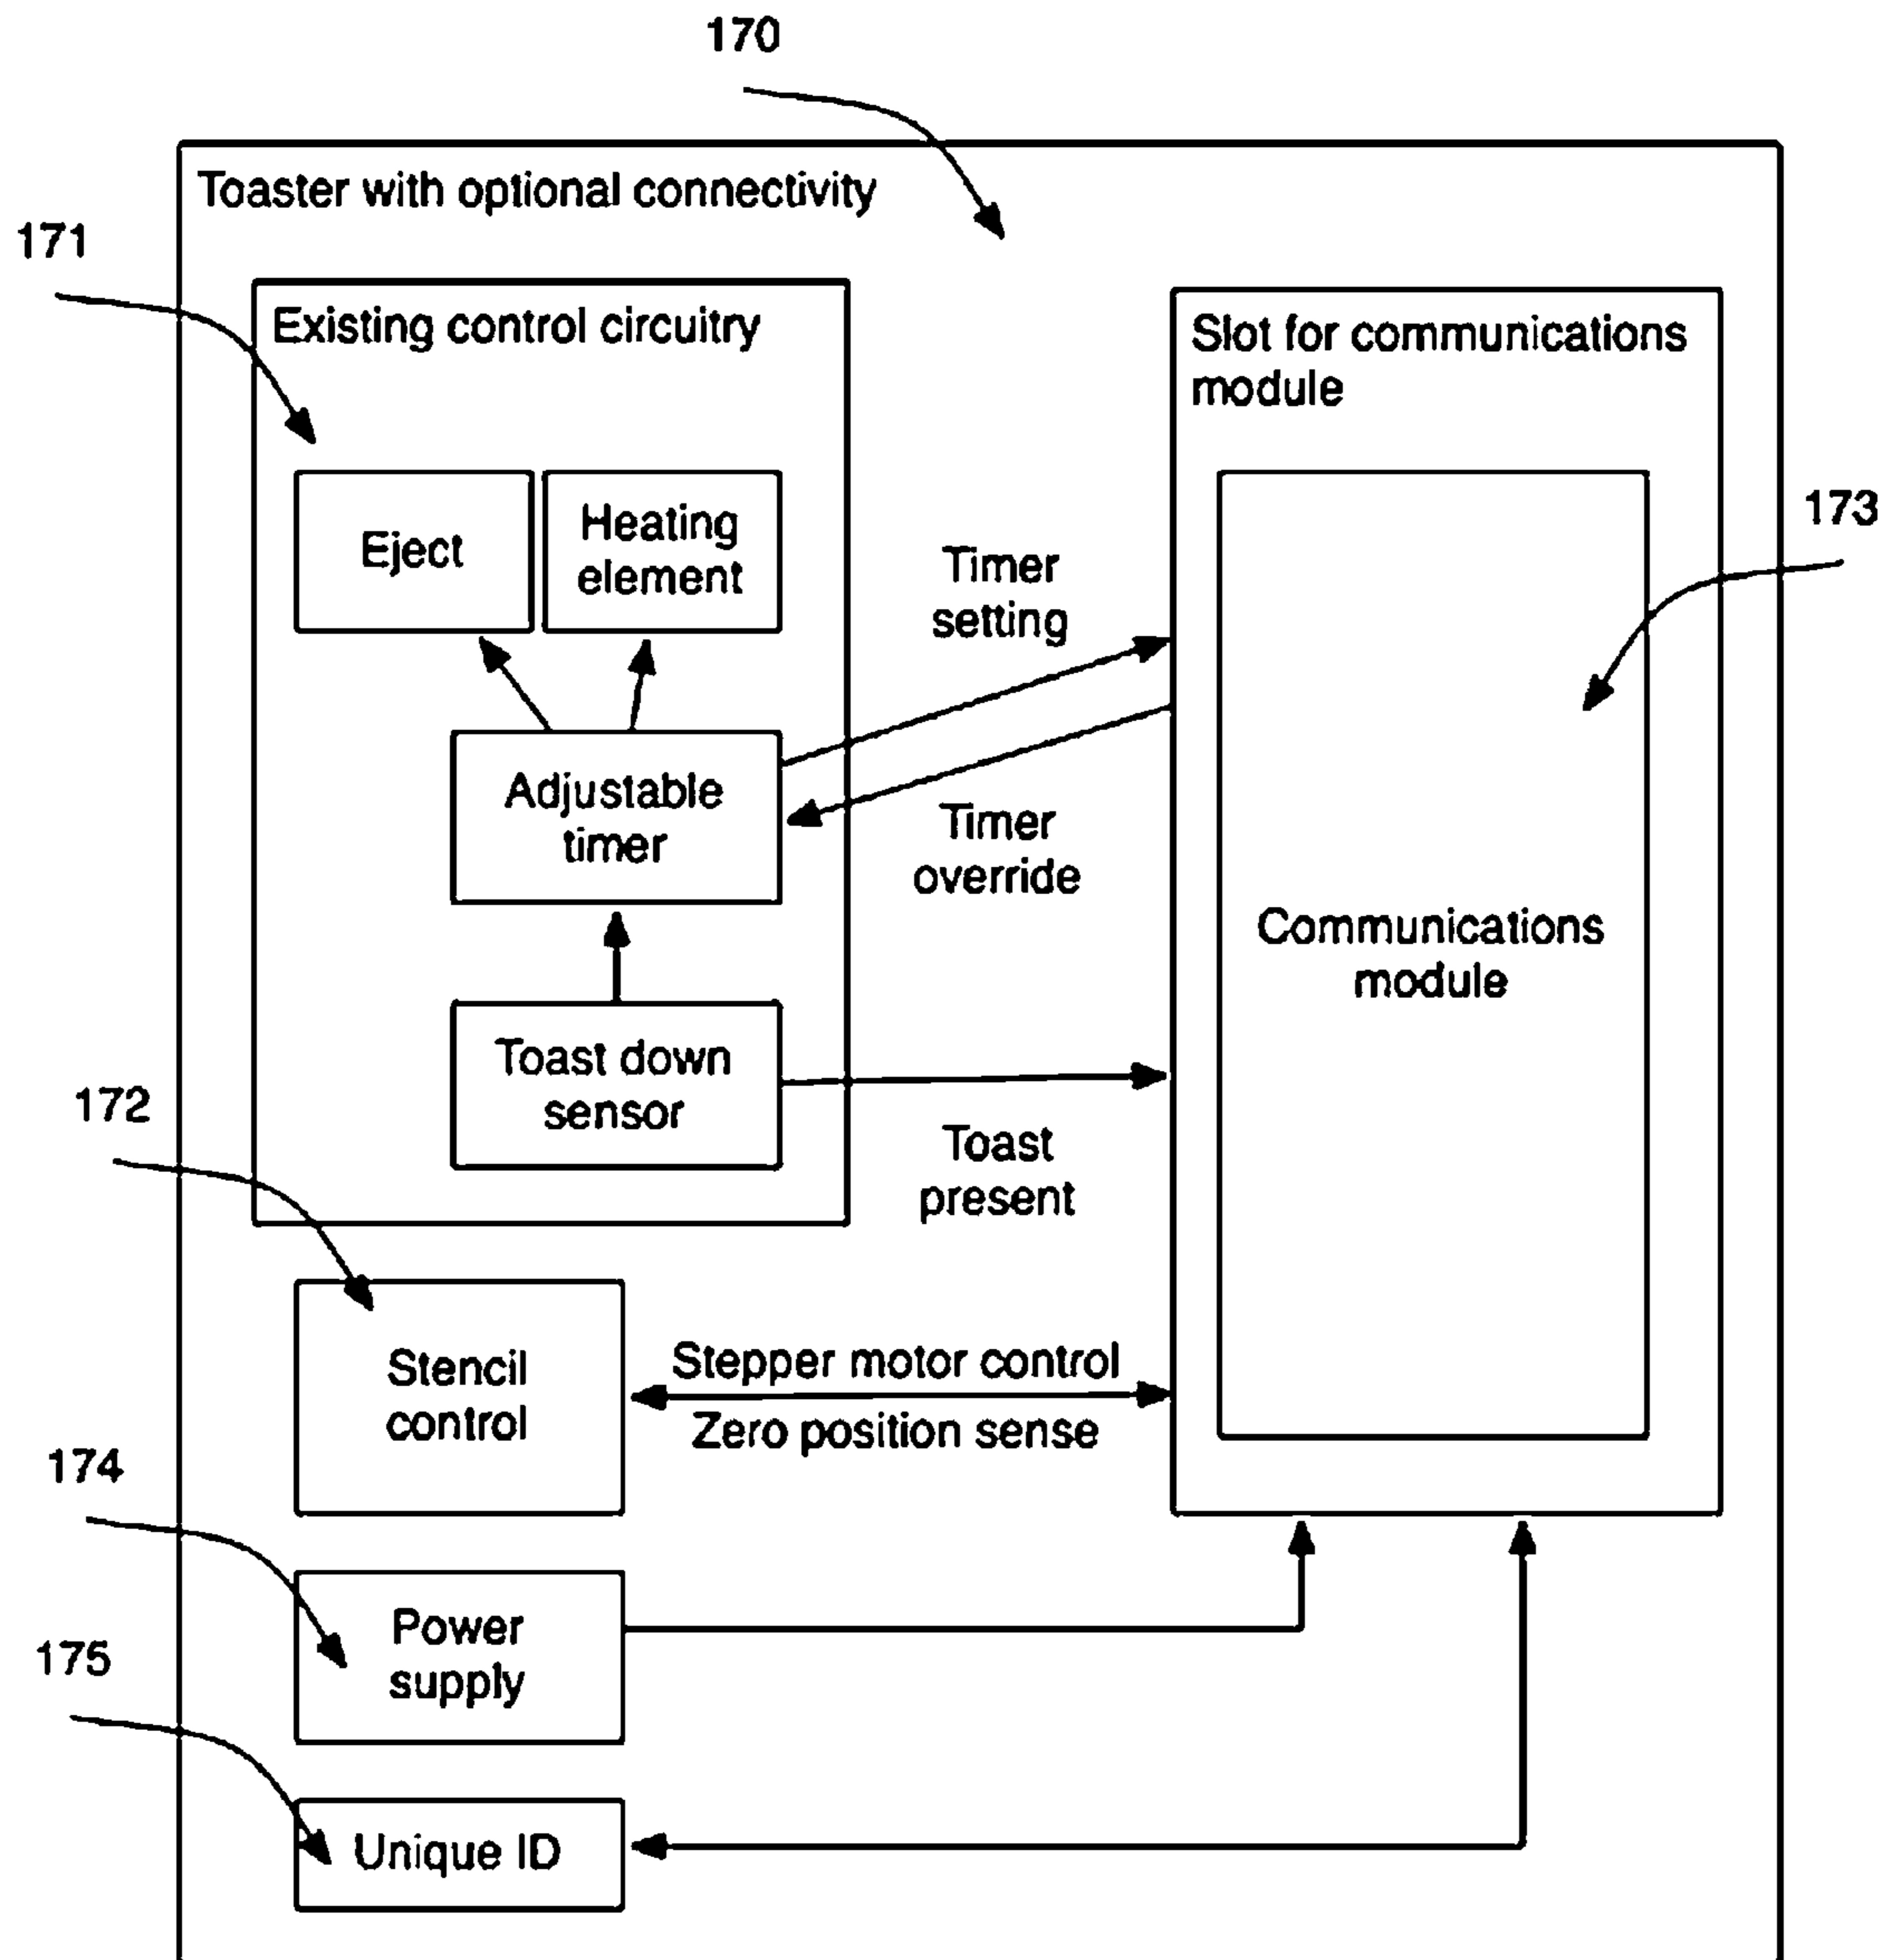 170
Toaster with optional connectivity
171
Existing control circuitry
Slot for communications
module
Eject
Heating
element
173
Timer
setting
Adjustable
timer
Timer
override
Communications
module
Toast down
sensor
172
Toast
present
Stencil
control
Stepper motor control
Zero position sense
174
Power
supply
175
Unique ID